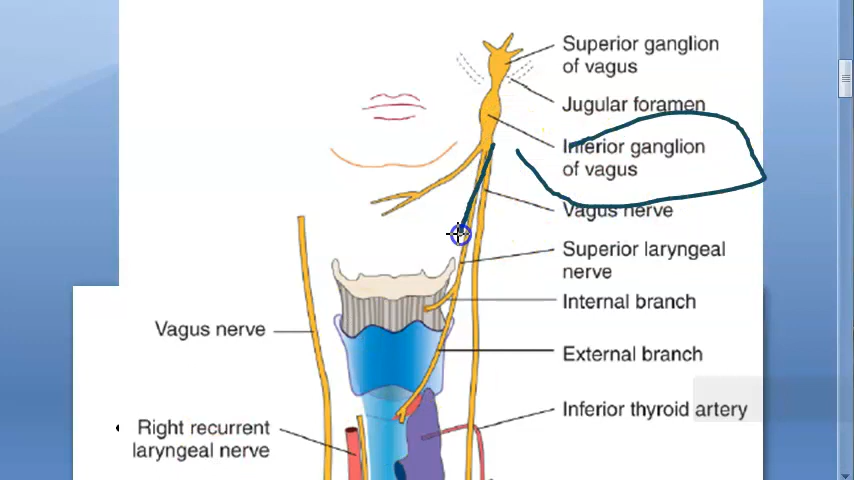 Superior ganglion
of vagus
Jugular foramen
Inferior ganglion
of vagus
Vagus nerve
Superior laryngeal
nerve
Internal branch
Vagus nerve
External branch
Inferior thyroid artery
Right recurrent
laryngeal nerve